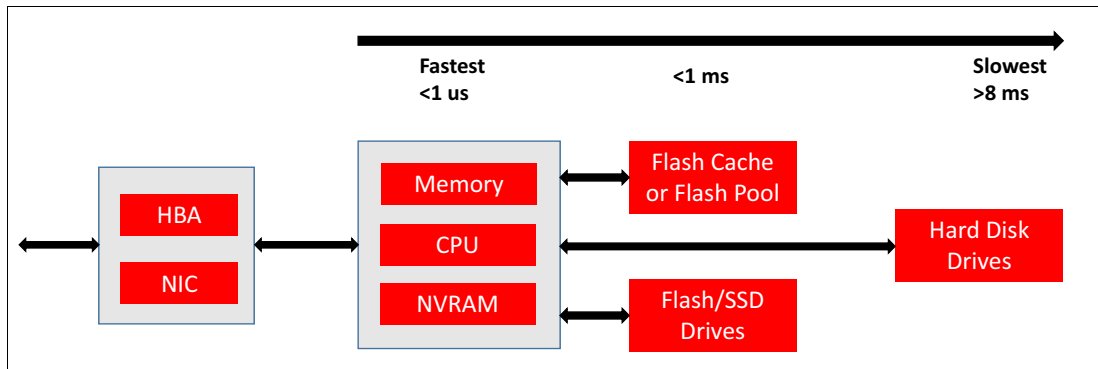 Fastest
<1 us
<1 ms
Slowest
>8 ms
HBA
NIC
Memory
CPU
NVRAM
Flash Cache
or Flash Pool
Flash/SSD
Drives
Hard Disk
Drives